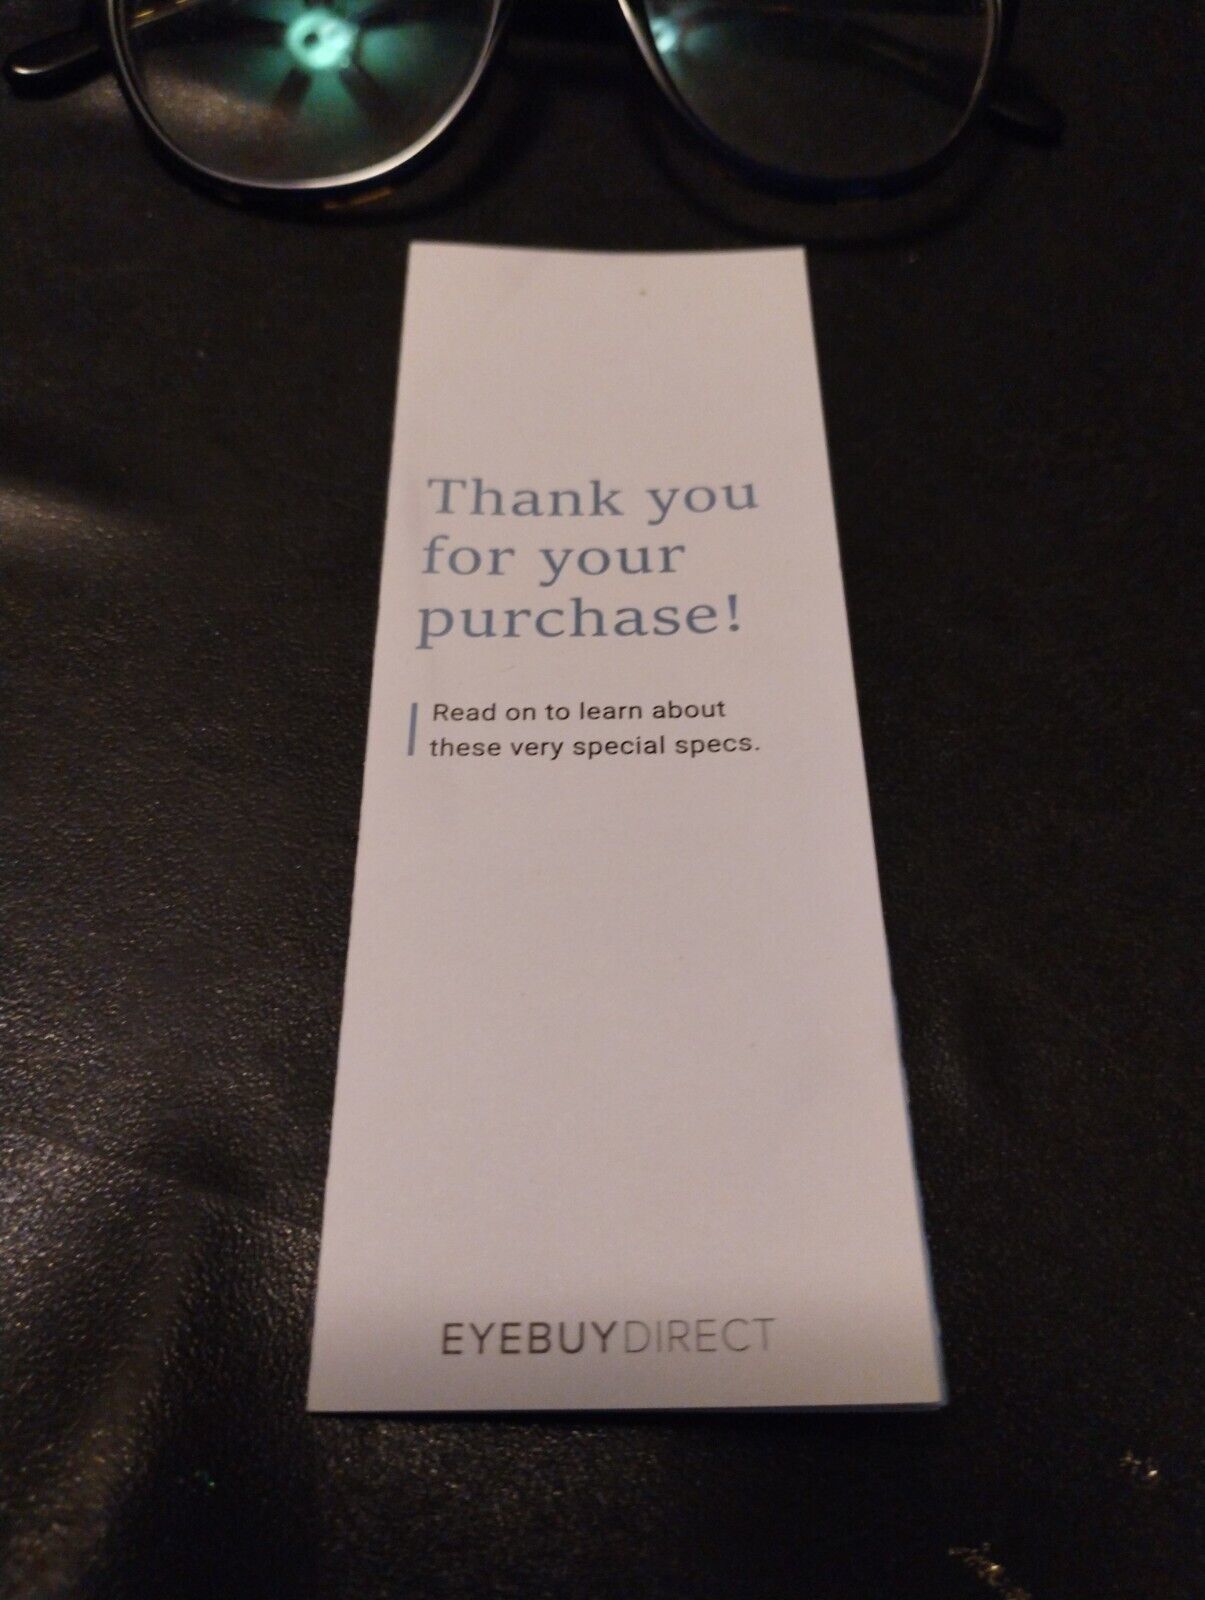 Thank you
for your
purchase!
Read on to learn about
these very special specs.
EYEBUYDIRECT